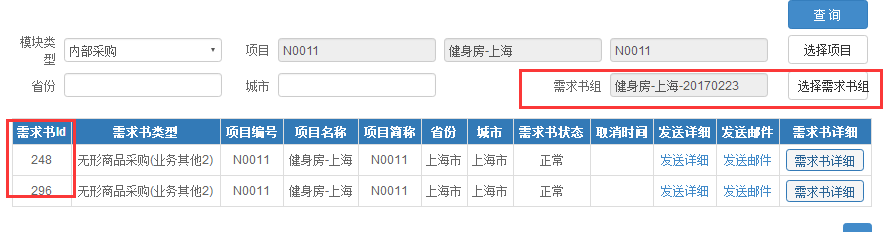 查 询
模块类型 内部采购 项目 N0011 健身房-上海 N0011 选择项目
省份 城市 需求书组 健身房-上海-20170223 选择需求书组
需求书Id 需求书类型 项目编号 项目名称 项目简称 省份 城市 需求书状态 取消时间 发送详细 发送邮件 需求书详细
248 无形商品采购(业务其他2) N0011 健身房-上海 N0011 上海市 上海市 正常 发送详细 发送邮件 需求书详细
296 无形商品采购(业务其他2) N0011 健身房-上海 N0011 上海市 上海市 正常 发送详细 发送邮件 需求书详细